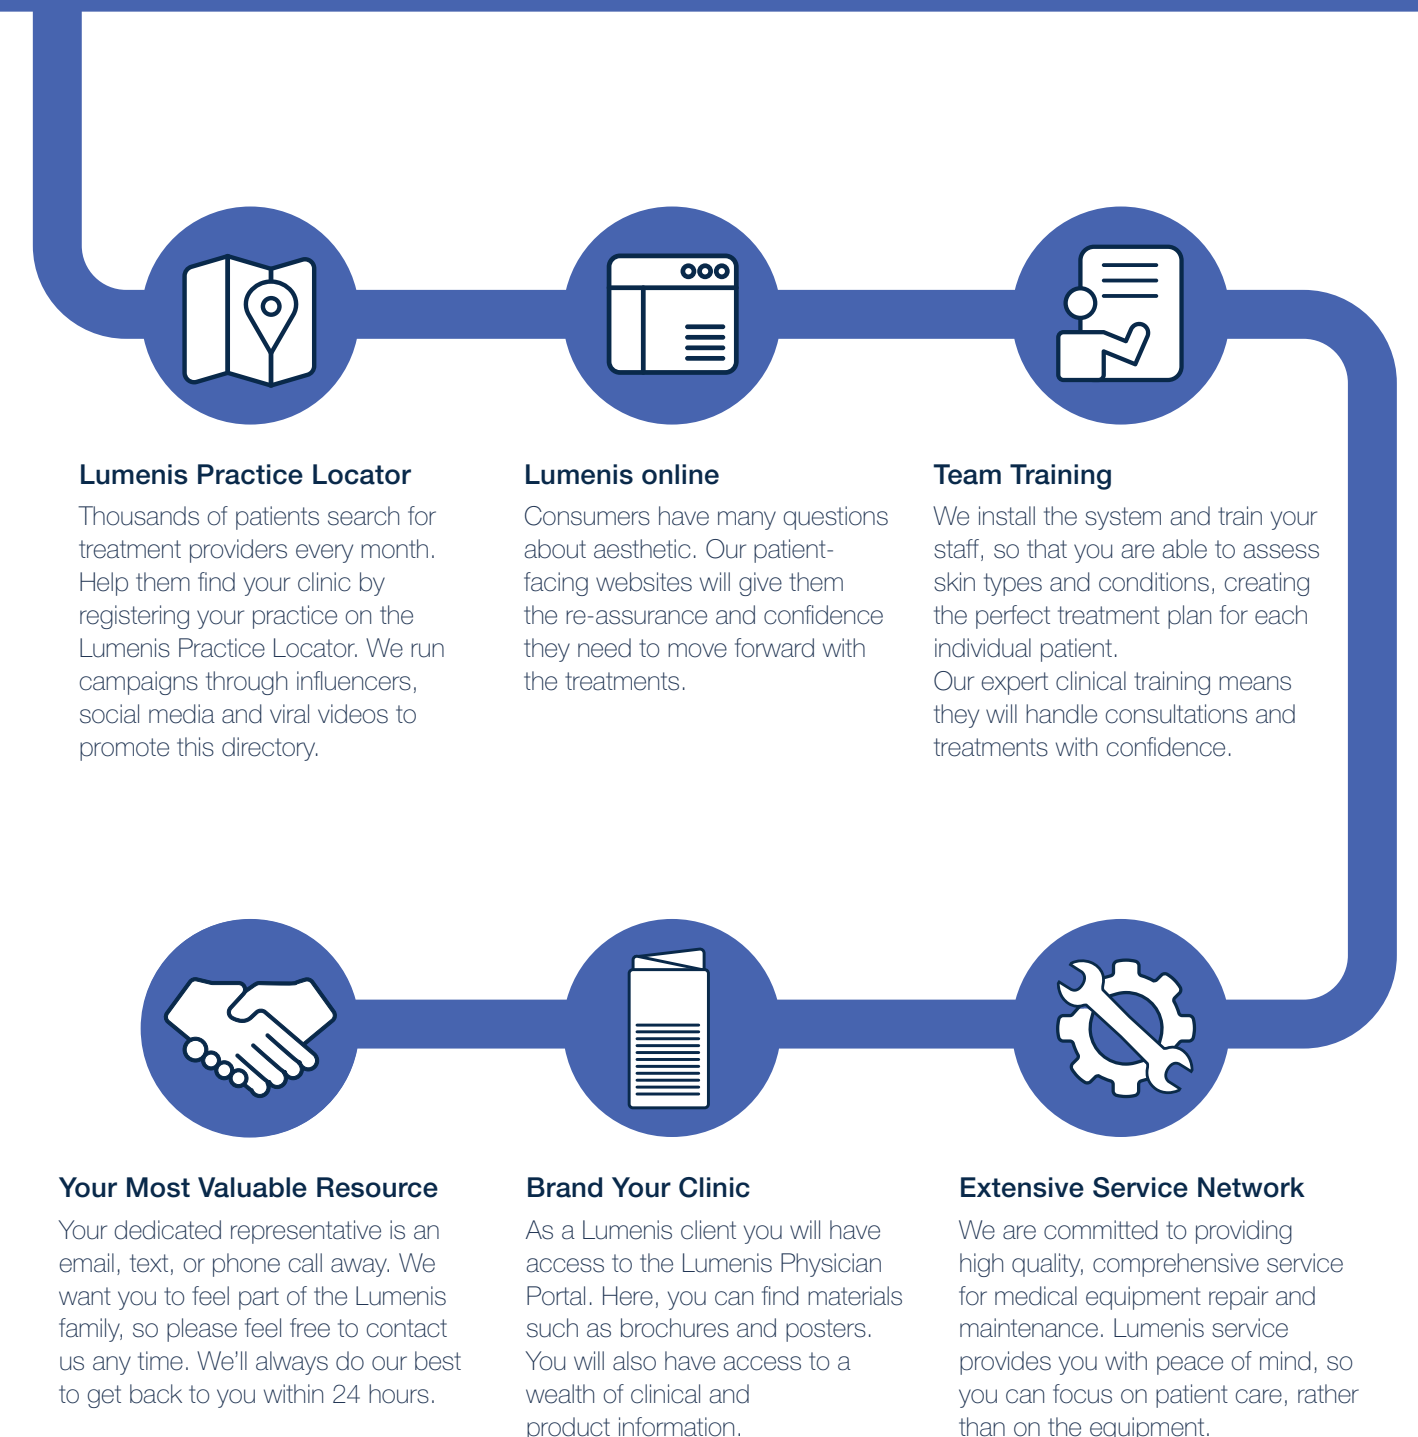 Lumenis Practice Locator
Thousands of patients search for
treatment providers every month.
Help them find your clinic by
registering your practice on the
Lumenis Practice Locator. We run
campaigns through influencers,
social media and viral videos to
promote this directory.
Lumenis online
Consumers have many questions
about aesthetic. Our patient-
facing websites will give them
the re-assurance and confidence
they need to move forward with
the treatments.
Team Training
We install the system and train your
staff, so that you are able to assess
skin types and conditions, creating
the perfect treatment plan for each
individual patient.
Our expert clinical training means
they will handle consultations and
treatments with confidence.
Your Most Valuable Resource
Your dedicated representative is an
email, text, or phone call away. We
want you to feel part of the Lumenis
family, so please feel free to contact
us any time. We’ll always do our best
to get back to you within 24 hours.
Brand Your Clinic
As a Lumenis client you will have
access to the Lumenis Physician
Portal. Here, you can find materials
such as brochures and posters.
You will also have access to a
wealth of clinical and
product information.
Extensive Service Network
We are committed to providing
high quality, comprehensive service
for medical equipment repair and
maintenance. Lumenis service
provides you with peace of mind, so
you can focus on patient care, rather
than on the equipment.